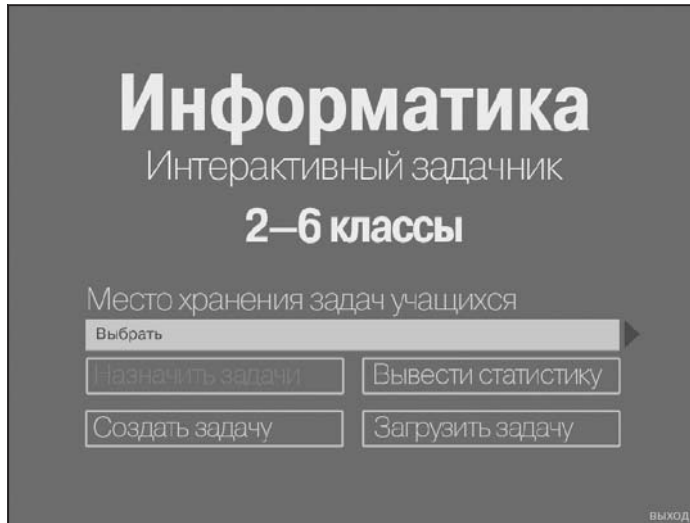 Информатика
Интерактивный задачник
2–6 классы
Место хранения задач учащихся
Выбрать
Назначить задачи
Вывести статистику
Создать задачу
Загрузить задачу
выход